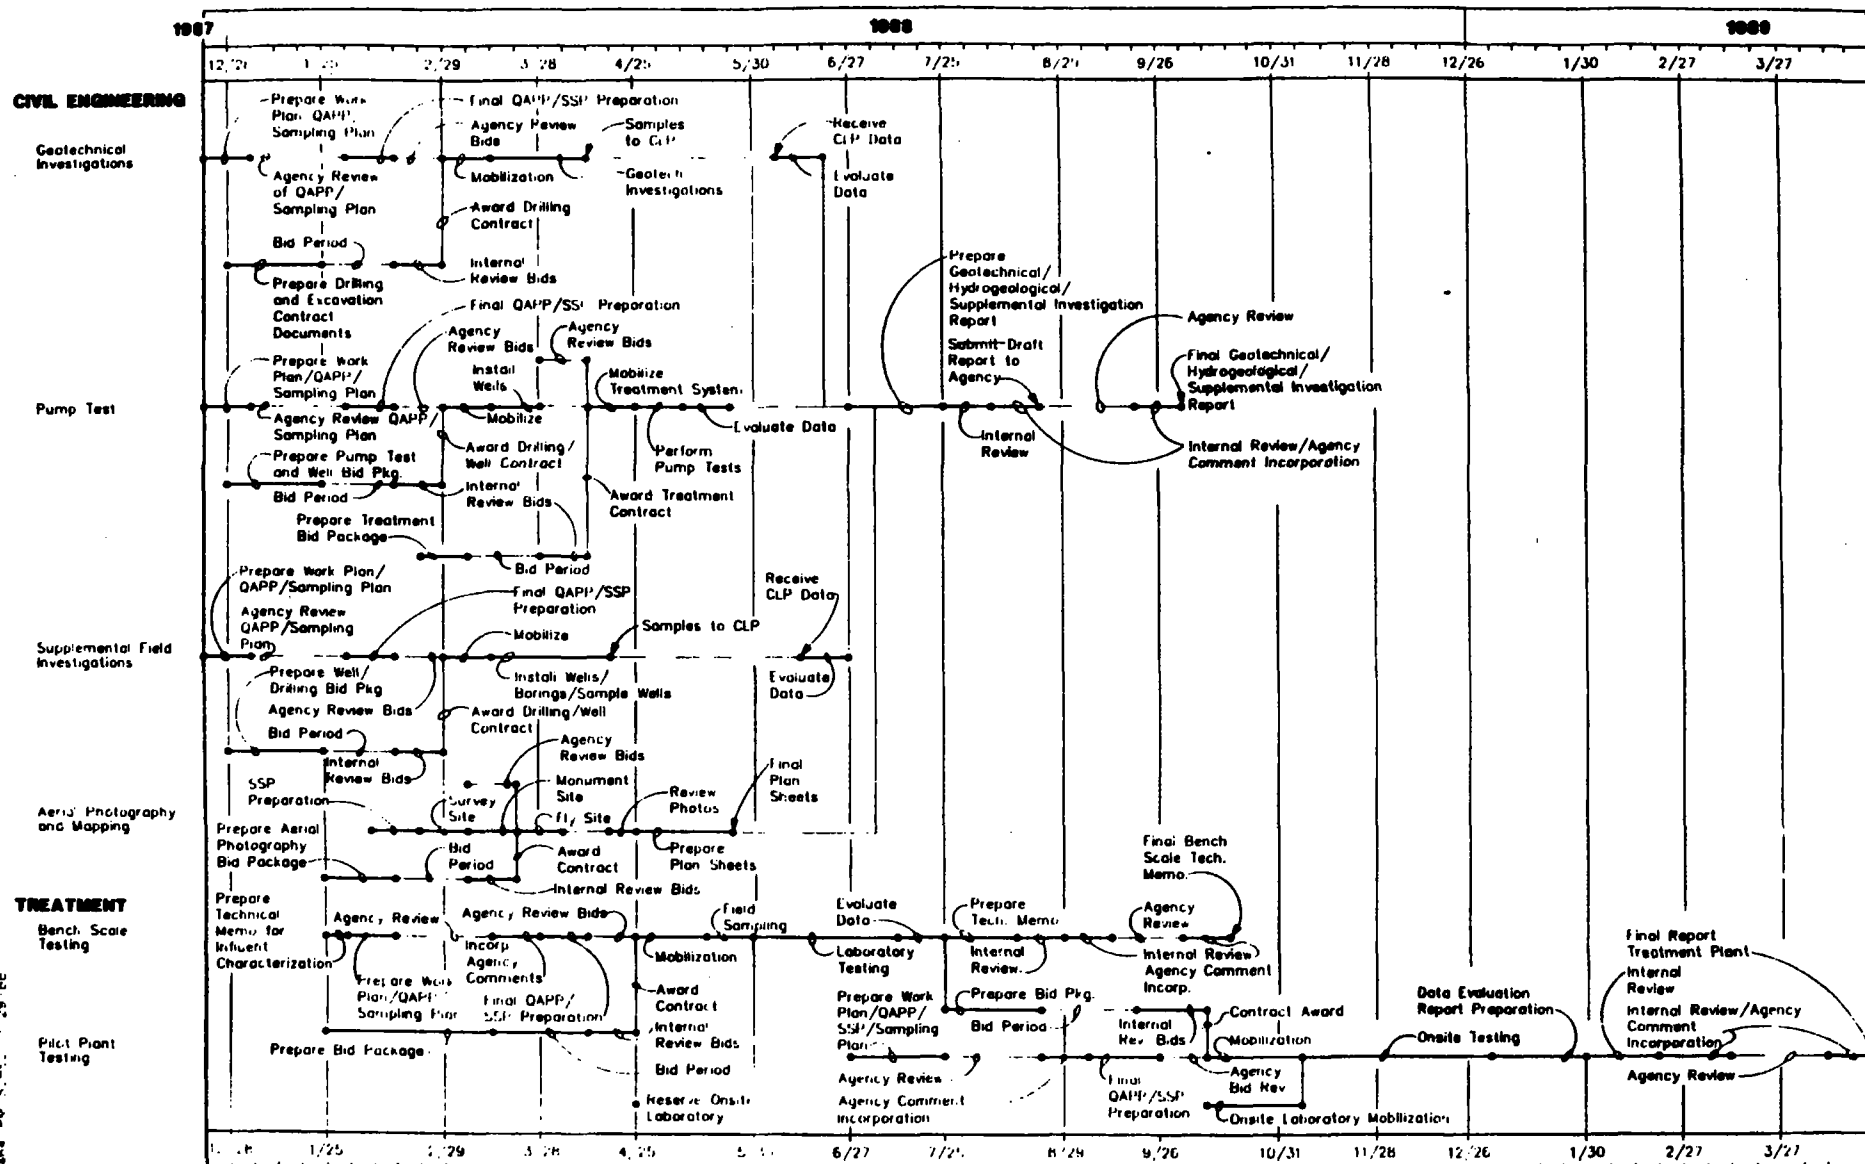 1987
1988
1989
12/28 1/25 2/29 3/28 4/25 5/30 6/27 7/25 8/29 9/26 10/31 11/28 12/26 1/30 2/27 3/27
CIVIL ENGINEERING
Geotechnical
Investigations
Prepare Work
Plan QAPP,
Sampling Plan
Final QAPP/SSP Preparation
Agency Review
Bids
Samples
to CLP
Receive
CLP Data
Agency Review
of QAPP/
Sampling Plan
Mobilization
Geotech
Investigations
Evaluate
Data
Award Drilling
Contract
Bid Period
Internal
Review Bids
Prepare Drilling
and Excavation
Contract
Documents
Pump Test
Final QAPP/SSP Preparation
Agency
Review Bids
Agency
Review Bids
Prepare Work
Plan/QAPP/
Sampling Plan
Install
Wells
Mobilize
Treatment System
Agency Review QAPP/
Sampling Plan
Mobilize
Evaluate Data
Prepare Pump Test
and Well Bid Pkg.
Award Drilling/
Well Contract
Perform
Pump Tests
Bid Period
Internal
Review Bids
Award Treatment
Contract
Prepare Treatment
Bid Package
Bid Period
Prepare
Geotechnical/
Hydrogeological/
Supplemental Investigation
Report
Submit Draft
Report to
Agency
Agency Review
Final Geotechnical/
Hydrogeological/
Supplemental Investigation
Report
Internal
Review
Internal Review/Agency
Comment Incorporation
Supplemental Field
Investigations
Prepare Work Plan/
QAPP/Sampling Plan
Agency Review
QAPP/Sampling
Plan
Final QAPP/SSP
Preparation
Mobilize
Samples to CLP
Receive
CLP Data
Prepare Well/
Drilling Bid Pkg
Agency Review Bids
Install Wells/
Borings/Sample Wells
Evaluate
Data
Award Drilling/Well
Contract
Bid Period
Internal
Review Bids
Aerial Photography
and Mapping
SSP
Preparation
Survey
Site
Agency
Review Bids
Monument
Site
Fly Site
Review
Photos
Final
Plan
Sheets
Prepare Aerial
Photography
Bid Package
Bid
Period
Award
Contract
Prepare
Plan Sheets
Internal Review Bids
TREATMENT
Bench Scale
Testing
Prepare
Technical
Memo for
Influent
Characterization
Agency Review
Agency Review Bids
Field
Sampling
Evaluate
Data
Prepare
Tech. Memo
Agency
Review
Final Bench
Scale Tech.
Memo.
Prepare Work
Plan/QAPP
Sampling Plan
Incorp
Agency
Comments
Final QAPP/
SSP Preparation
Mobilization
Laboratory
Testing
Internal
Review.
Internal Review
Agency Comment
Incorp.
Award
Contract
Internal
Review Bids
Pilot Plant
Testing
Prepare Bid Package
Bid Period
Reserve Onsite
Laboratory
Prepare Work
Plan/QAPP/
SSP/Sampling
Plan
Prepare Bid Pkg.
Bid Period
Internal
Rev Bids
Contract Award
Mobilization
Agency Review
Agency Comment
Incorporation
Final
QAPP/SSP
Preparation
Agency
Bid Rev
Onsite Laboratory Mobilization
Onsite Testing
Data Evaluation
Report Preparation
Final Report
Treatment Plant
Internal
Review
Internal Review/Agency
Comment
Incorporation
Agency Review
1/25 2/29 3/28 4/25 6/27 7/25 8/29 9/26 10/31 11/28 12/26 1/30 2/27 3/27